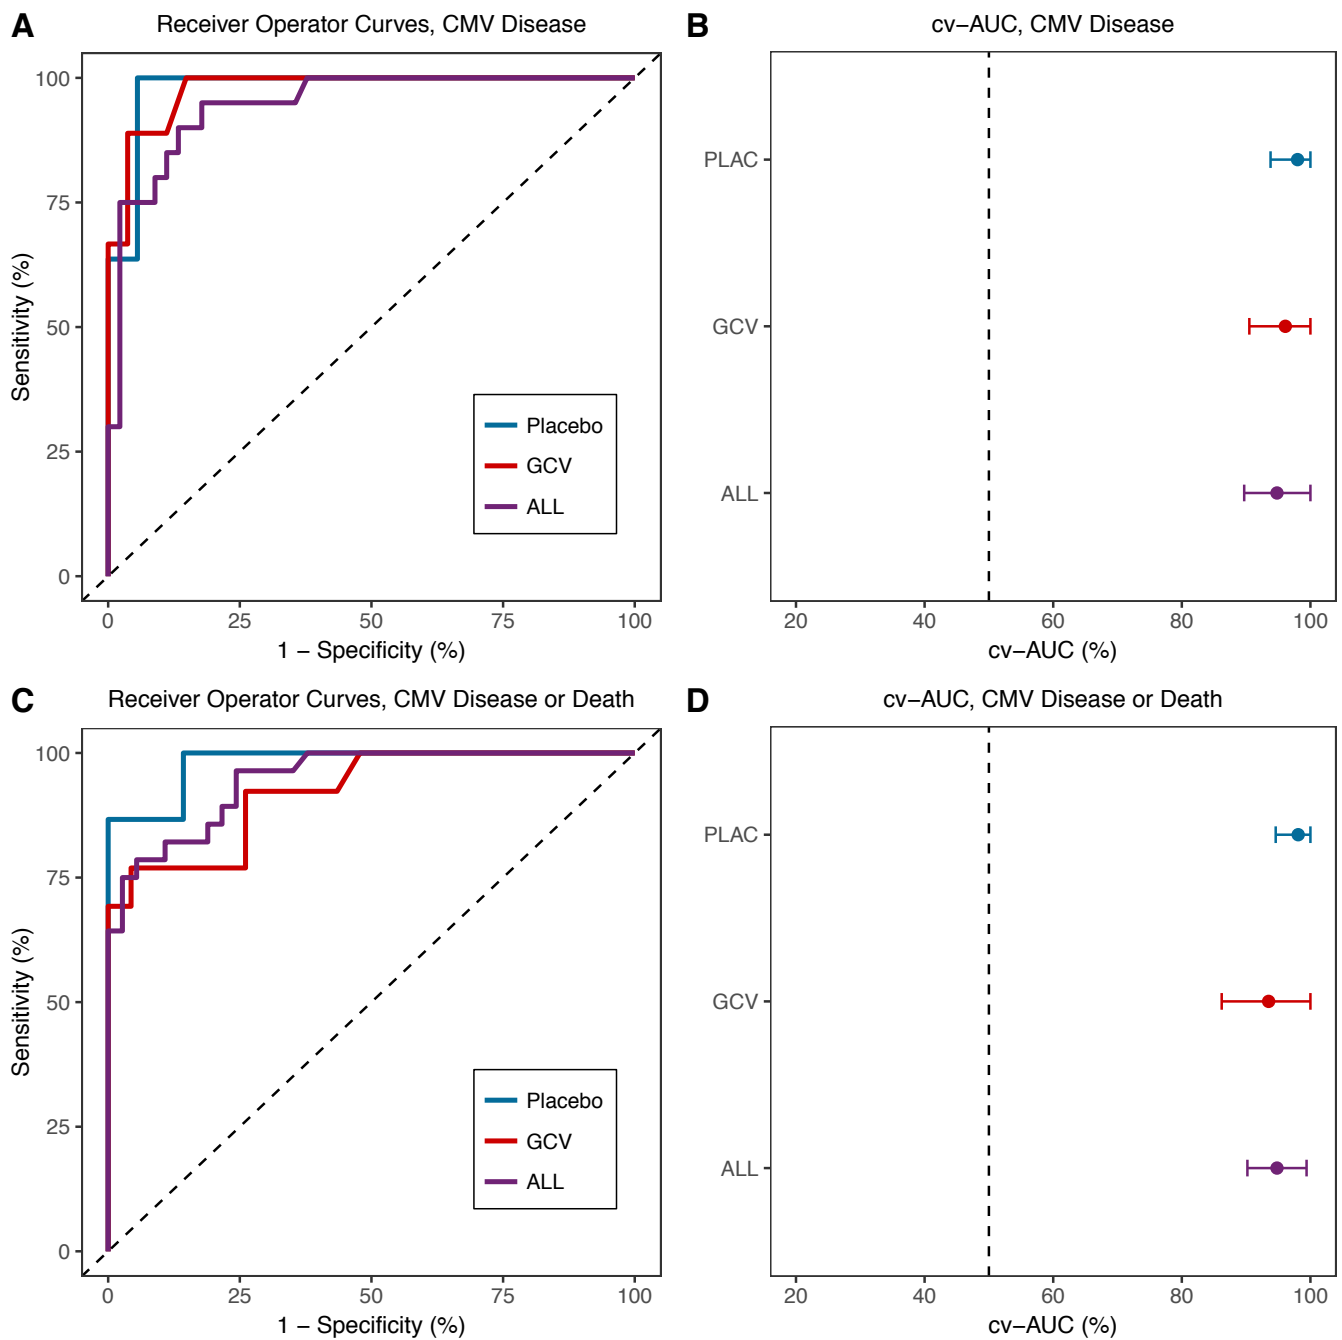 A
Receiver Operator Curves, CMV Disease
100
75
50
25
0
Sensitivity (%)
Placebo
GCV
ALL
0 25 50 75 100
1 − Specificity (%)
B
cv−AUC, CMV Disease
PLAC
GCV
ALL
20 40 60 80 100
cv−AUC (%)
C
Receiver Operator Curves, CMV Disease or Death
100
75
50
25
0
Sensitivity (%)
Placebo
GCV
ALL
0 25 50 75 100
1 − Specificity (%)
D
cv−AUC, CMV Disease or Death
PLAC
GCV
ALL
20 40 60 80 100
cv−AUC (%)